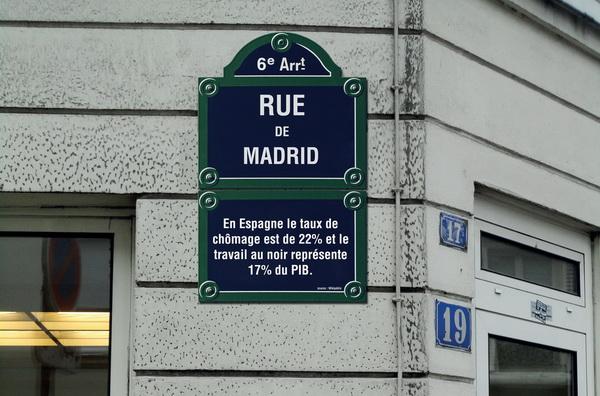 6e Arrt
RUE
DE
MADRID
En Espagne le taux de
chômage est de 22% et le
travail au noir représente
17% du PIB.
17
19